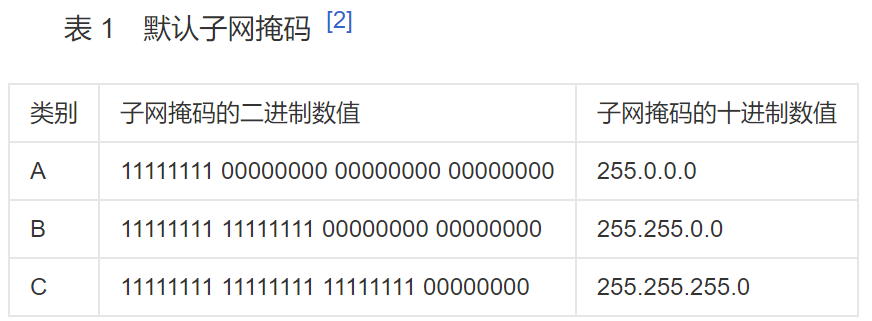 表 1 默认子网掩码 [2]
类别 子网掩码的二进制数值 子网掩码的十进制数值
A 11111111 00000000 00000000 00000000 255.0.0.0
B 11111111 11111111 00000000 00000000 255.255.0.0
C 11111111 11111111 11111111 00000000 255.255.255.0